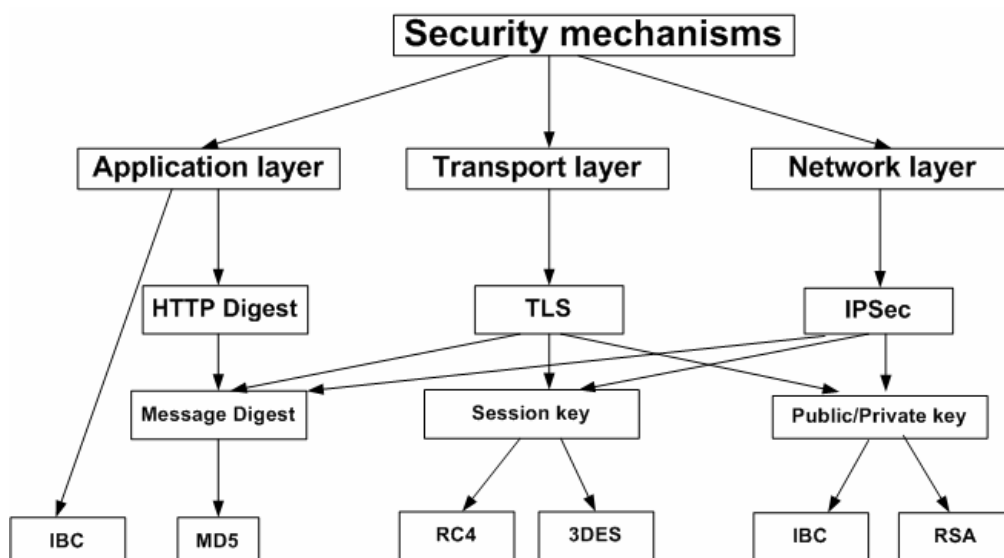 Security mechanisms
Application layer
Transport layer
Network layer
HTTP Digest
TLS
IPSec
Message Digest
Session key
Public/Private key
IBC
MD5
RC4
3DES
IBC
RSA